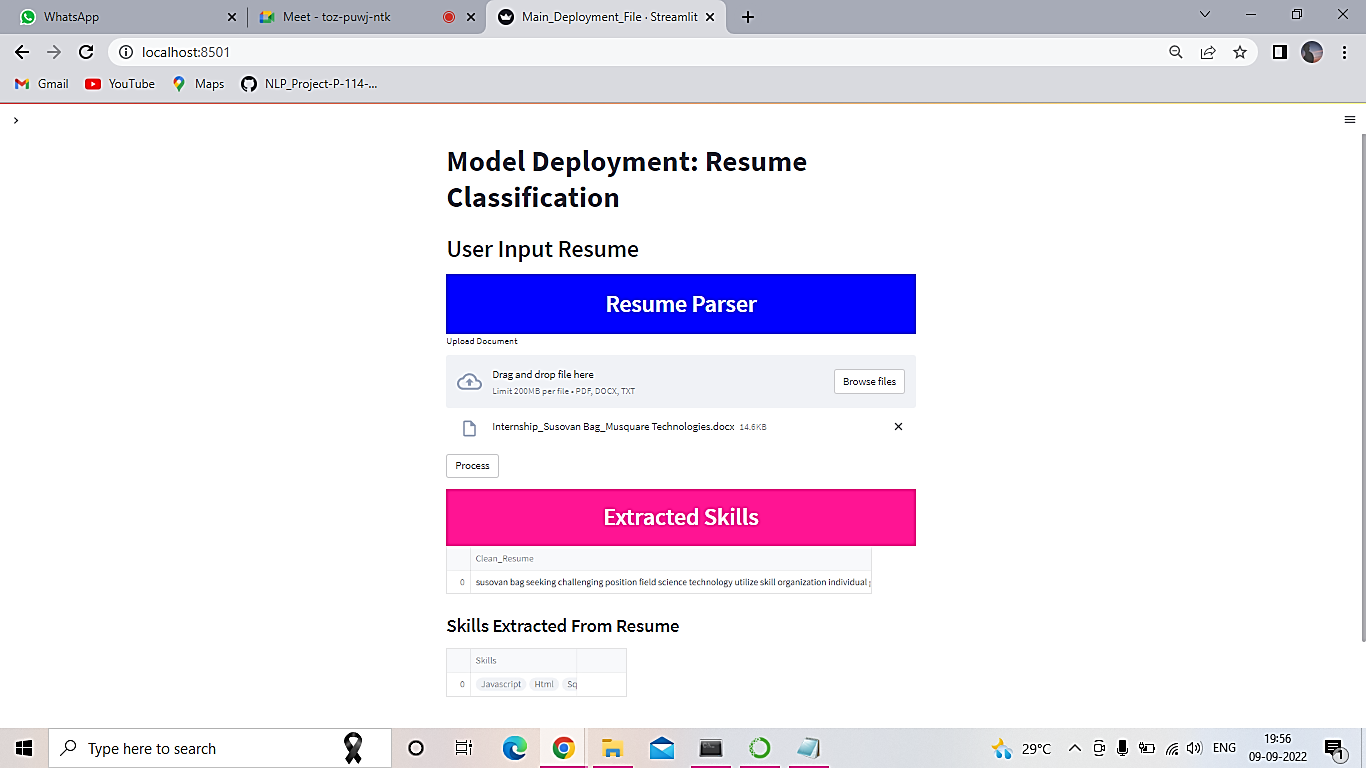 WhatsApp
Meet - toz-puwj-ntk
Main_Deployment_File · Streamlit
localhost:8501
Gmail
YouTube
Maps
NLP_Project-P-114-...
Model Deployment: Resume
Classification
User Input Resume
Resume Parser
Upload Document
Drag and drop file here
Limit 200MB per file • PDF, DOCX, TXT
Browse files
Internship_Susovan Bag_Musquare Technologies.docx 14.6KB
Process
Extracted Skills
Clean_Resume
0 susovan bag seeking challenging position field science technology utilize skill organization individual
Skills Extracted From Resume
Skills
0 Javascript Html Sq
Type here to search
29°C
ENG
19:56
09-09-2022
1